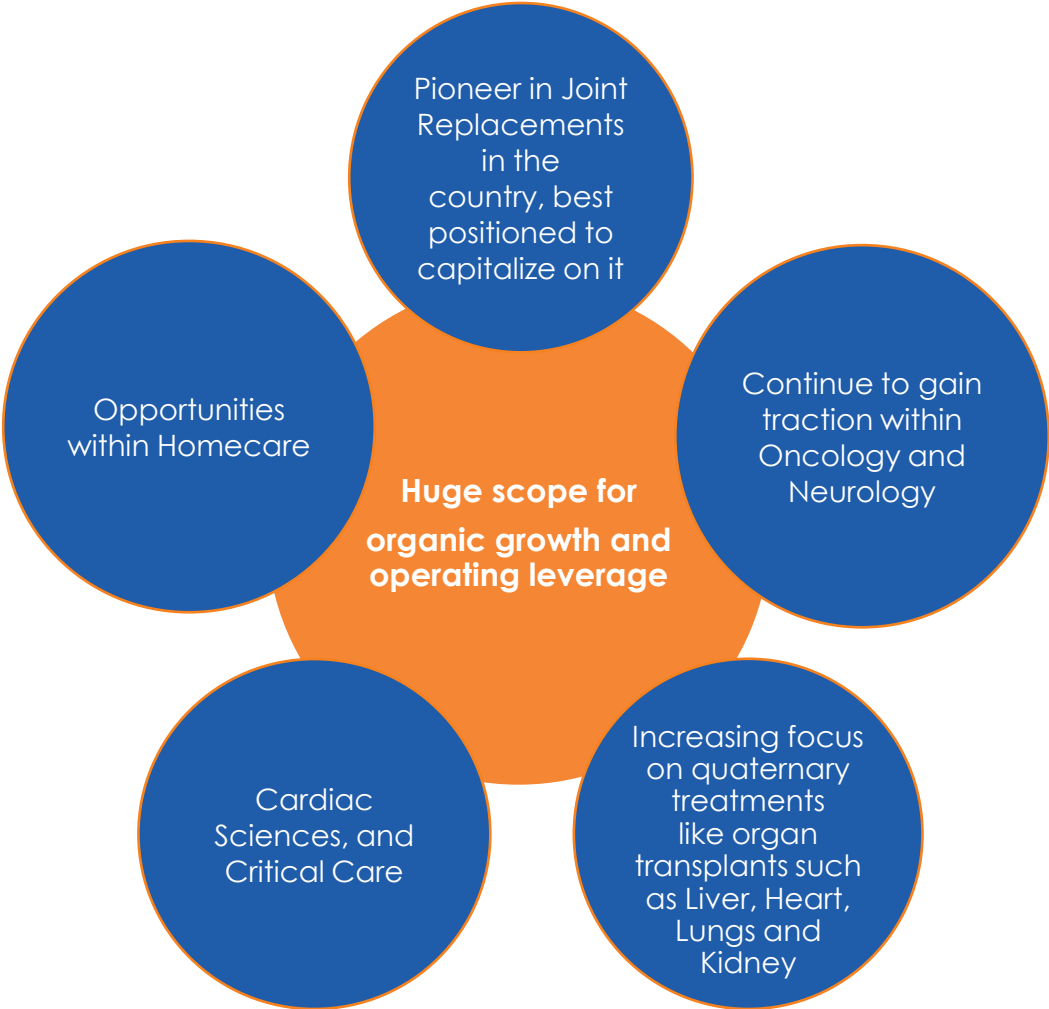 Pioneer in Joint
Replacements
in the
country, best
positioned to
capitalize on it
Opportunities
within Homecare
Continue to gain
traction within
Oncology and
Neurology
Huge scope for
organic growth and
operating leverage
Cardiac
Sciences, and
Critical Care
Increasing focus
on quaternary
treatments
like organ
transplants such
as Liver, Heart,
Lungs and
Kidney